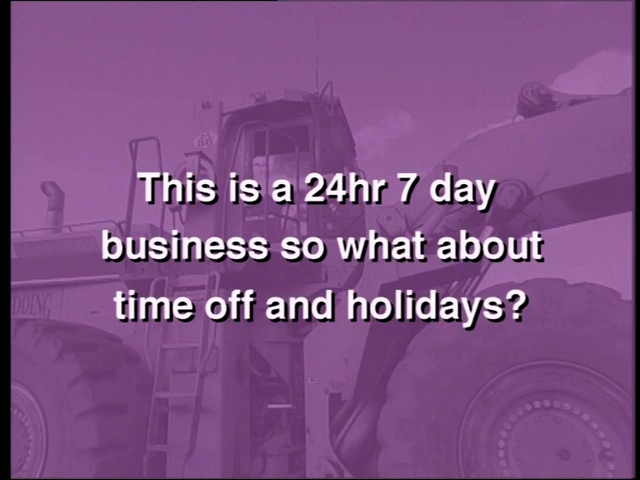 This is a 24hr 7 day
business so what about
time off and holidays?